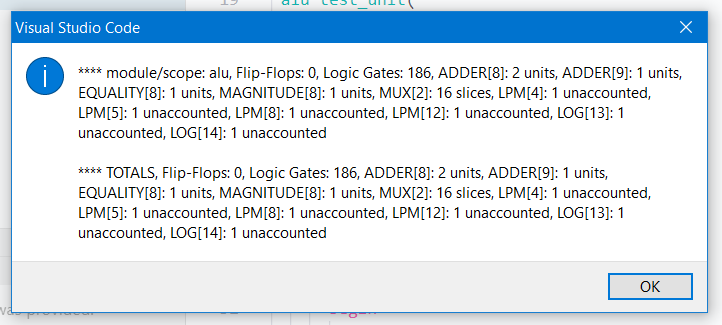 19 alu test_unit(
Visual Studio Code
**** module/scope: alu, Flip-Flops: 0, Logic Gates: 186, ADDER[8]: 2 units, ADDER[9]: 1 units,
EQUALITY[8]: 1 units, MAGNITUDE[8]: 1 units, MUX[2]: 16 slices, LPM[4]: 1 unaccounted,
LPM[5]: 1 unaccounted, LPM[8]: 1 unaccounted, LPM[12]: 1 unaccounted, LOG[13]: 1
unaccounted, LOG[14]: 1 unaccounted
**** TOTALS, Flip-Flops: 0, Logic Gates: 186, ADDER[8]: 2 units, ADDER[9]: 1 units,
EQUALITY[8]: 1 units, MAGNITUDE[8]: 1 units, MUX[2]: 16 slices, LPM[4]: 1 unaccounted,
LPM[5]: 1 unaccounted, LPM[8]: 1 unaccounted, LPM[12]: 1 unaccounted, LOG[13]: 1
unaccounted, LOG[14]: 1 unaccounted
OK
was provided.